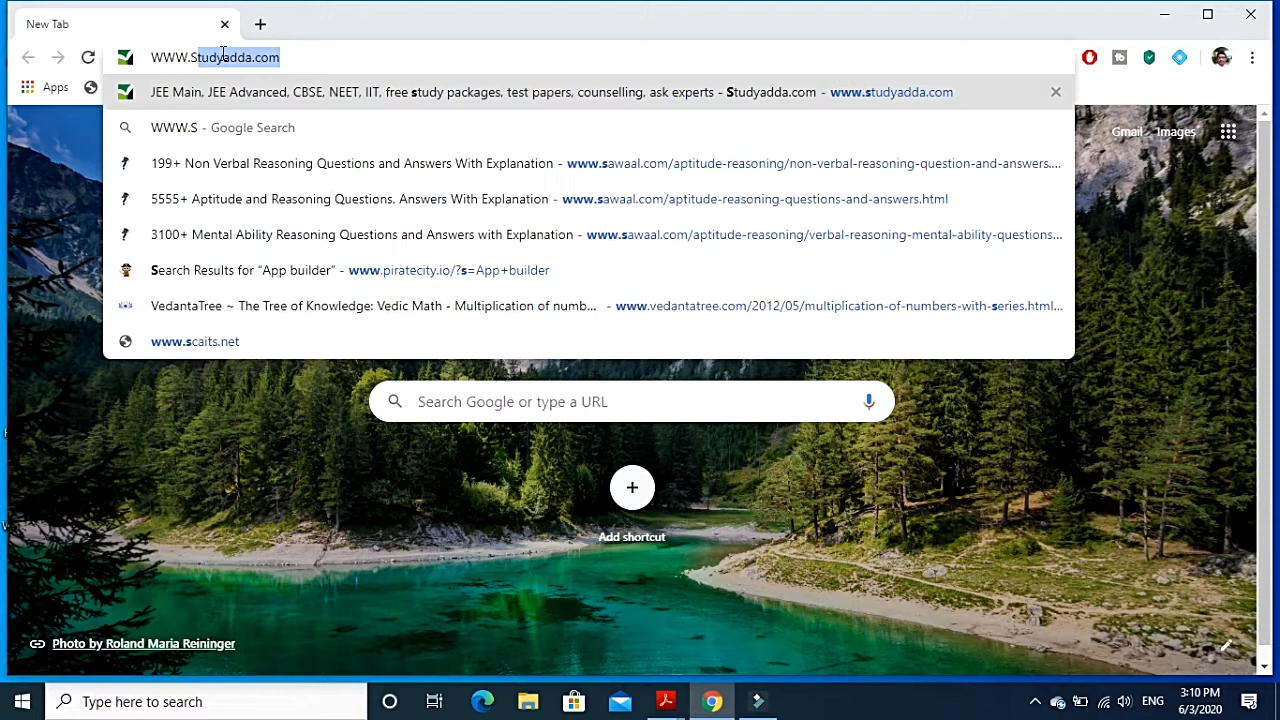 New Tab
WWW.Studyadda.com
Apps
JEE Main, JEE Advanced, CBSE, NEET, IIT, free study packages, test papers, counselling, ask experts - Studyadda.com - www.studyadda.com
WWW.S - Google Search
199+ Non Verbal Reasoning Questions and Answers With Explanation - www.sawaal.com/aptitude-reasoning/non-verbal-reasoning-question-and-answers....
5555+ Aptitude and Reasoning Questions, Answers With Explanation - www.sawaal.com/aptitude-reasoning-questions-and-answers.html
3100+ Mental Ability Reasoning Questions and Answers with Explanation - www.sawaal.com/aptitude-reasoning/verbal-reasoning-mental-ability-questions...
Search Results for “App builder” - www.piratecity.io/?s=App+builder
VedantaTree ~ The Tree of Knowledge: Vedic Math - Multiplication of numb... - www.vedantatree.com/2012/05/multiplication-of-numbers-with-series.html...
www.scaits.net
Gmail Images
Search Google or type a URL
Add shortcut
Photo by Roland Maria Reininger
Type here to search
ENG
3:10 PM
6/3/2020